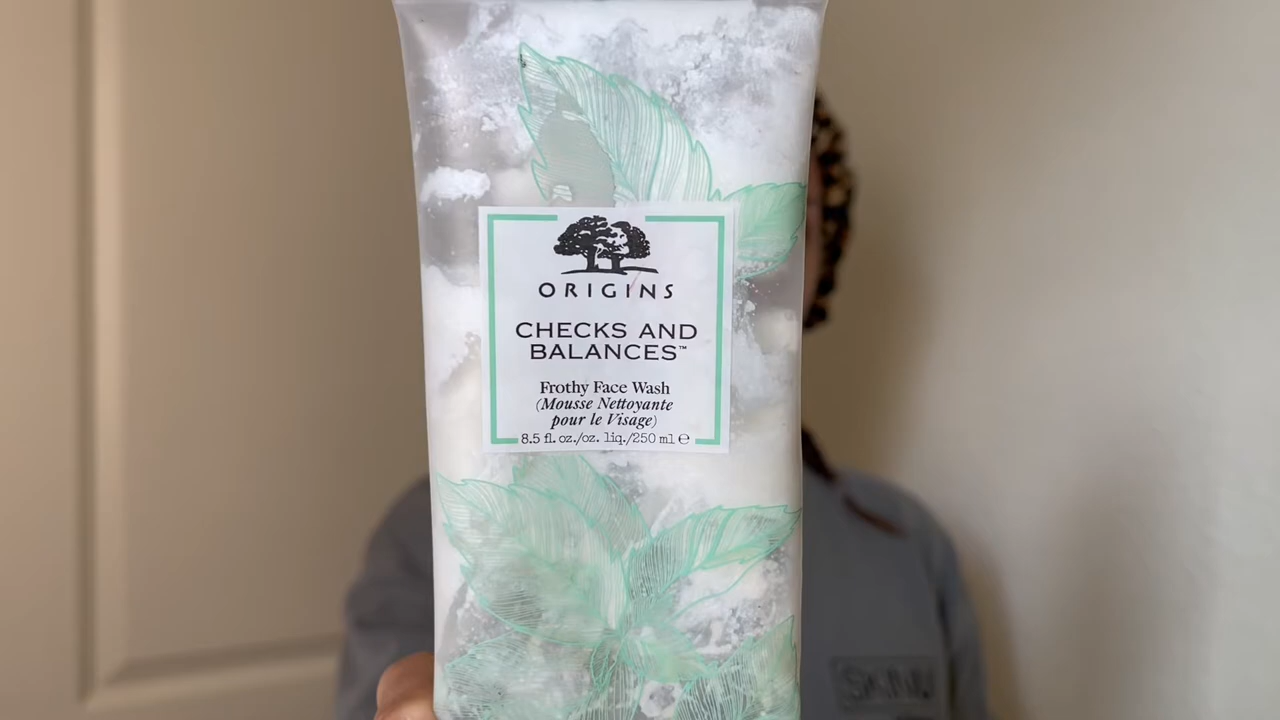 ORIGINS
CHECKS AND
BALANCES™
Frothy Face Wash
(Mousse Nettoyante
pour le Visage)
8.5 fl. oz./oz. liq./250 ml ℮